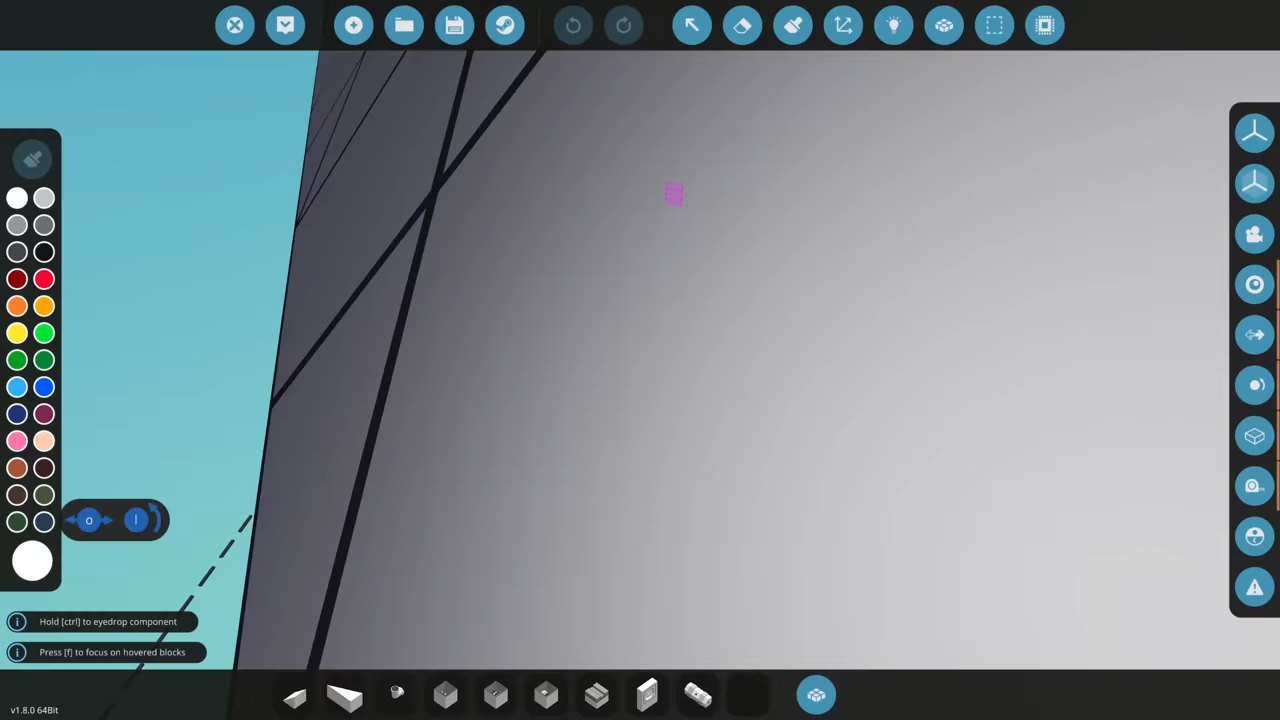 o
Hold [ctrl] to eyedrop component
Press [f] to focus on hovered blocks
v1.8.0 64Bit